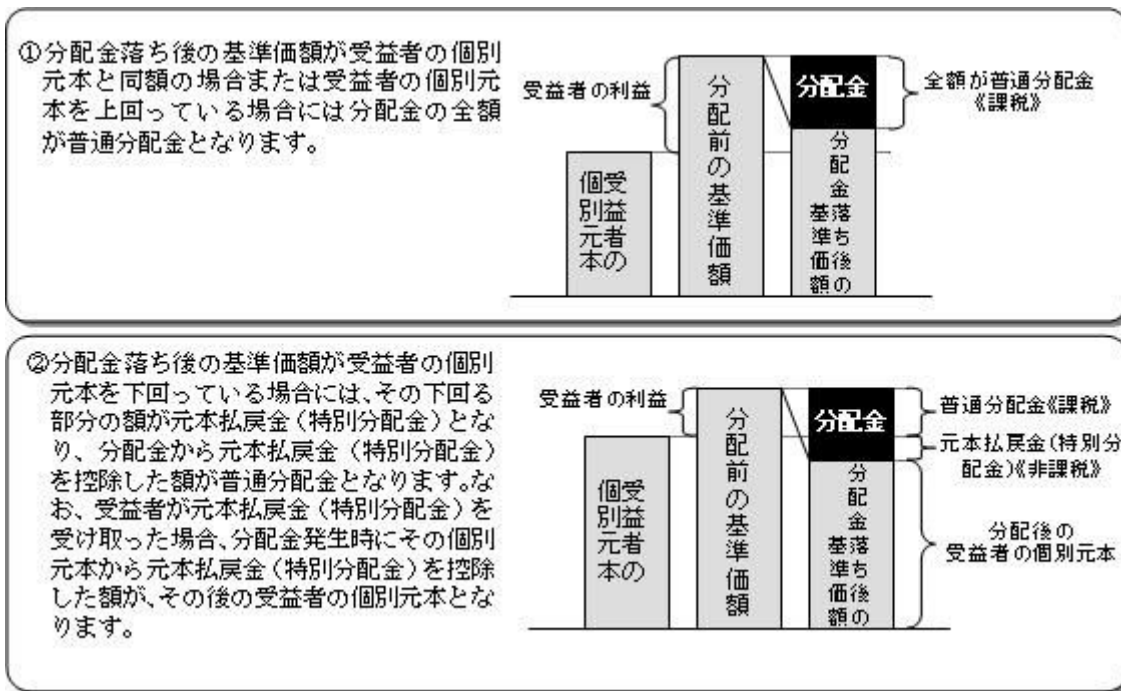 ①分配金落ち後の基準価額が受益者の個別
元本と同額の場合または受益者の個別元
本を上回っている場合には分配金の全額
が普通分配金となります。
受益者の利益
個別元本
受益者の
分配前の基準価額
分配金
基準価額
分配金落ち後の
全額が普通分配金
《課税》
②分配金落ち後の基準価額が受益者の個別
元本を下回っている場合には、その下回る
部分の額が元本払戻金(特別分配金)とな
り、分配金から元本払戻金(特別分配金)
を控除した額が普通分配金となります。な
お、受益者が元本払戻金(特別分配金)を
受け取った場合、分配金発生時にその個別
元本から元本払戻金(特別分配金)を控除
した額が、その後の受益者の個別元本とな
ります。
受益者の利益
個別元本
受益者の
分配前の基準価額
分配金
基準価額
分配金落ち後の
普通分配金《課税》
元本払戻金(特別分
配金)《非課税》
分配後の
受益者の個別元本